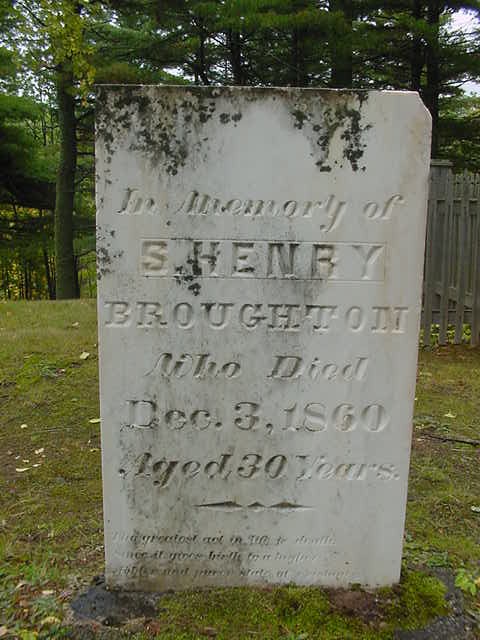 In Memory of
S. HENRY
BROUGHTON
Who Died
Dec. 3, 1860
Aged 30 Years.
The greatest act in life is death,
Since it gives birth to a higher
Nobler and purer state of existence